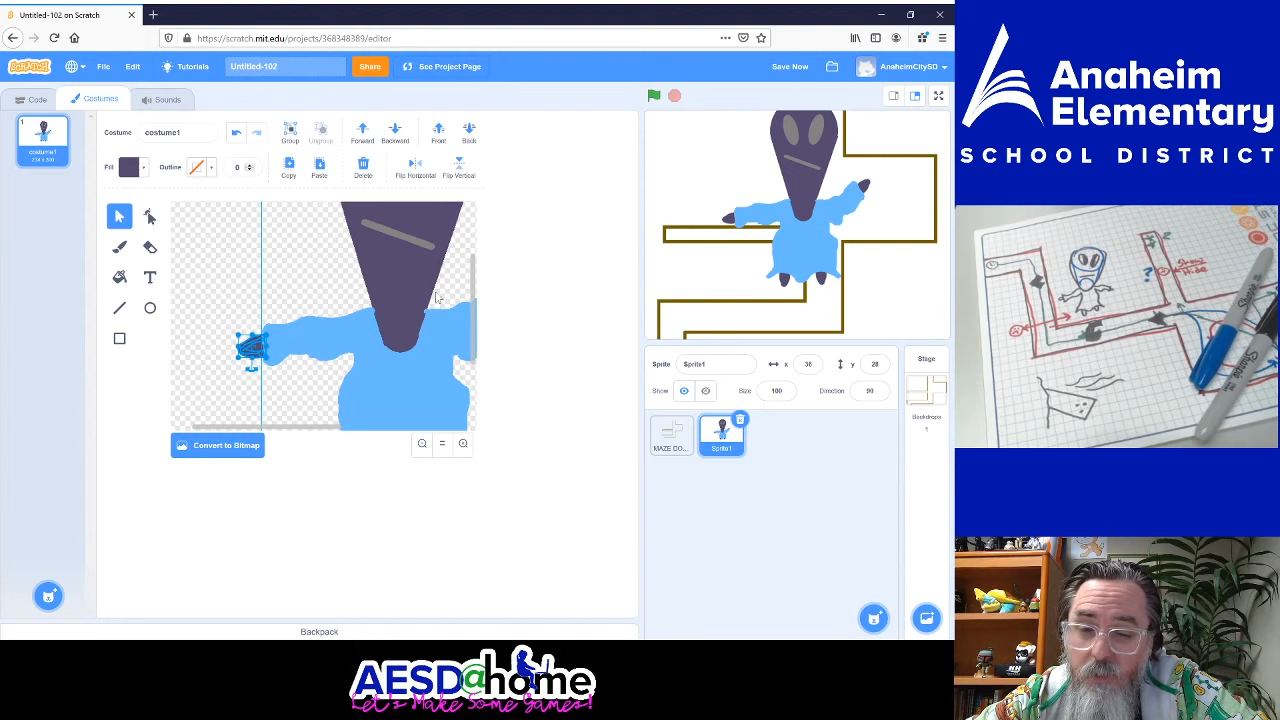 Untitled-102 on Scratch
https://scratch.mit.edu/projects/368348389/editor
SCRATCH
File
Edit
Tutorials
Untitled-102
Share
See Project Page
Save Now
AnaheimCitySD
Code
Costumes
Sounds
1
costume1
Costume
costume1
Group
Ungroup
Forward
Backward
Front
Back
Fill
Outline
0
Copy
Paste
Delete
Flip Horizontal
Flip Vertical
T
Convert to Bitmap
Sprite
Sprite1
x
36
y
28
Show
Size
100
Direction
90
Stage
Backdrops
1
MAZE DO...
Sprite1
Backpack
Anaheim
Elementary
SCHOOL DISTRICT
AESD@home
Let's Make Some Games!